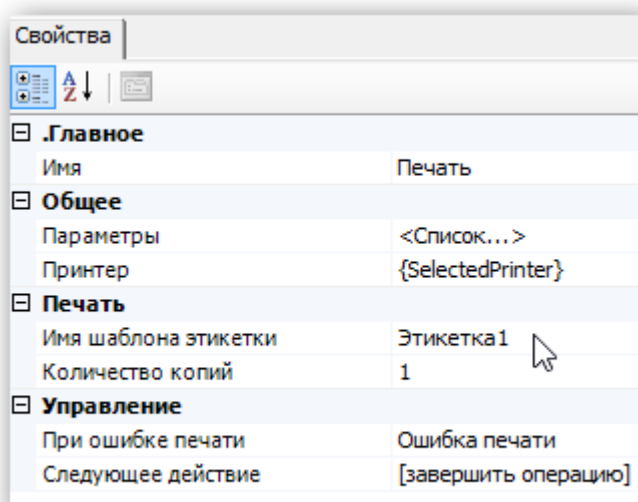 Свойства
.Главное
Имя Печать
Общее
Параметры <Список...>
Принтер {SelectedPrinter}
Печать
Имя шаблона этикетки Этикетка1
Количество копий 1
Управление
При ошибке печати Ошибка печати
Следующее действие [завершить операцию]